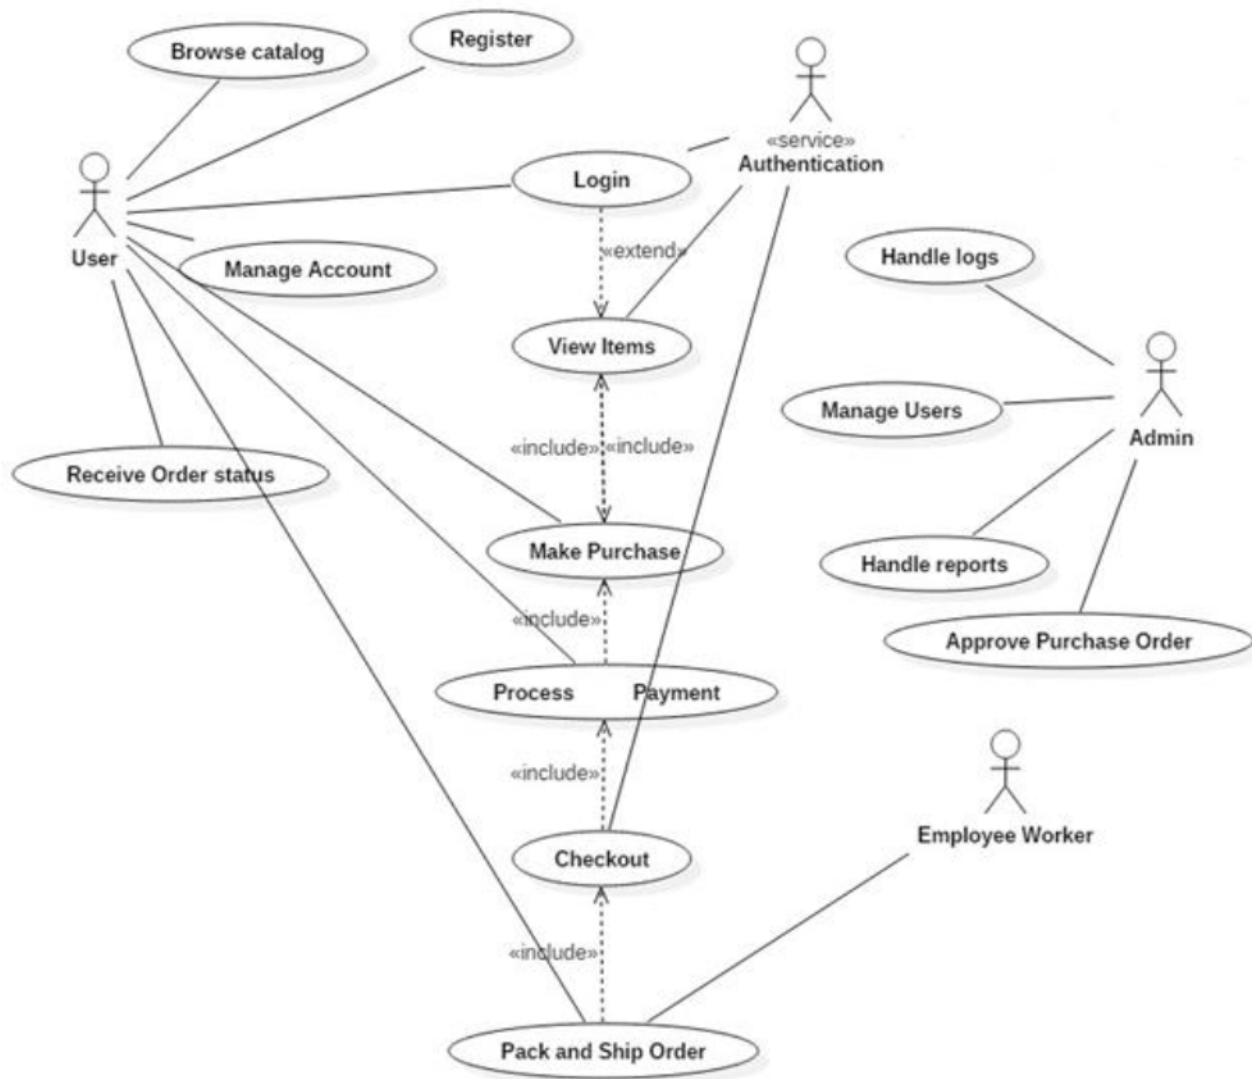 Register
Browse catalog
«service»
Authentication
Login
User
«extend»
Handle logs
Manage Account
View Items
Manage Users
Admin
«include»
«include»
Receive Order status
Make Purchase
Handle reports
«include»
Approve Purchase Order
Process Payment
«include»
Employee Worker
Checkout
«include»
Pack and Ship Order